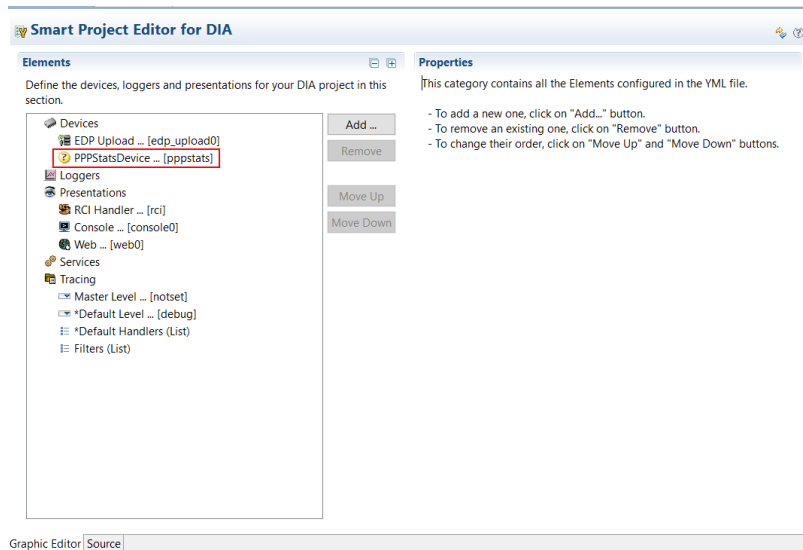 Smart Project Editor for DIA
Elements
Define the devices, loggers and presentations for your DIA project in this
section.
Devices
EDP Upload ... [edp_upload0]
PPPStatsDevice ... [pppstats]
Loggers
Presentations
RCI Handler ... [rci]
Console ... [console0]
Web ... [web0]
Services
Tracing
Master Level ... [notset]
*Default Level ... [debug]
*Default Handlers (List)
Filters (List)
Add ...
Remove
Move Up
Move Down
Properties
This category contains all the Elements configured in the YML file.
- To add a new one, click on "Add..." button.
- To remove an existing one, click on "Remove" button.
- To change their order, click on "Move Up" and "Move Down" buttons.
Graphic Editor Source